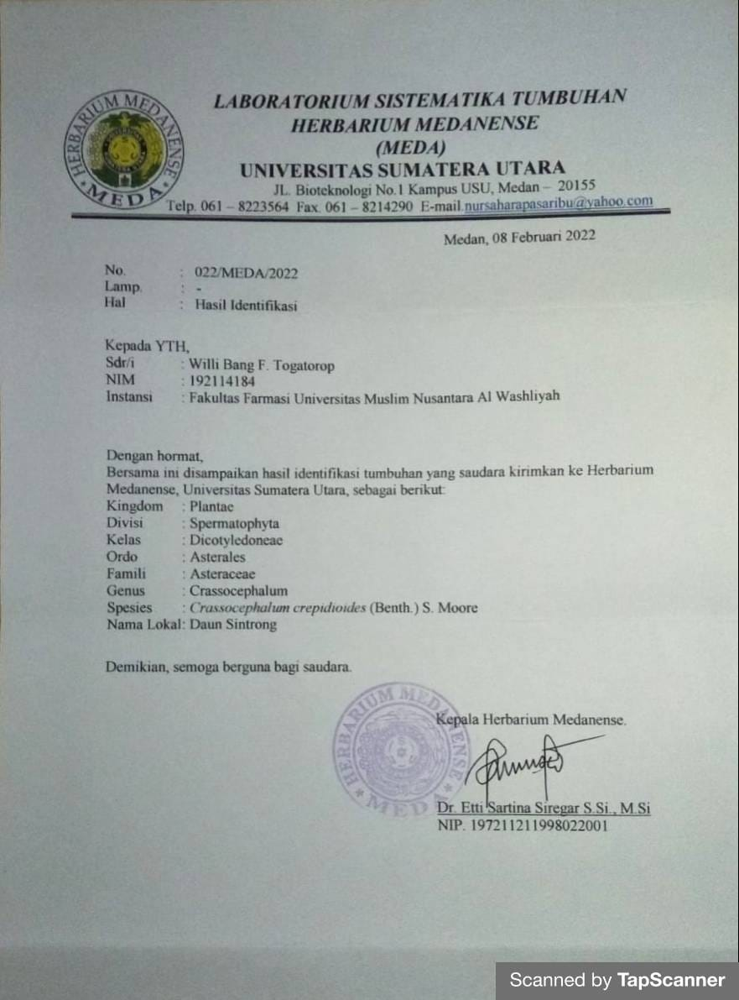 HERBARIUM MEDANENSE
MEDA
LABORATORIUM SISTEMATIKA TUMBUHAN
HERBARIUM MEDANENSE
(MEDA)
UNIVERSITAS SUMATERA UTARA
JL. Bioteknologi No.1 Kampus USU, Medan – 20155
Telp. 061 – 8223564 Fax. 061 – 8214290 E-mail.nursaharapasaribu@yahoo.com
Medan, 08 Februari 2022
No. : 022/MEDA/2022
Lamp. : -
Hal : Hasil Identifikasi
Kepada YTH,
Sdr/i : Willi Bang F. Togatorop
NIM : 192114184
Instansi : Fakultas Farmasi Universitas Muslim Nusantara Al Washliyah
Dengan hormat,
Bersama ini disampaikan hasil identifikasi tumbuhan yang saudara kirimkan ke Herbarium
Medanense, Universitas Sumatera Utara, sebagai berikut:
Kingdom : Plantae
Divisi : Spermatophyta
Kelas : Dicotyledoneae
Ordo : Asterales
Famili : Asteraceae
Genus : Crassocephalum
Spesies : Crassocephalum crepidioides (Benth.) S. Moore
Nama Lokal: Daun Sintrong
Demikian, semoga berguna bagi saudara.
Kepala Herbarium Medanense.
HERBARIUM MEDANENSE
MEDA
Dr. Etti Sartina Siregar S.Si., M.Si
NIP. 197211211998022001
Scanned by TapScanner